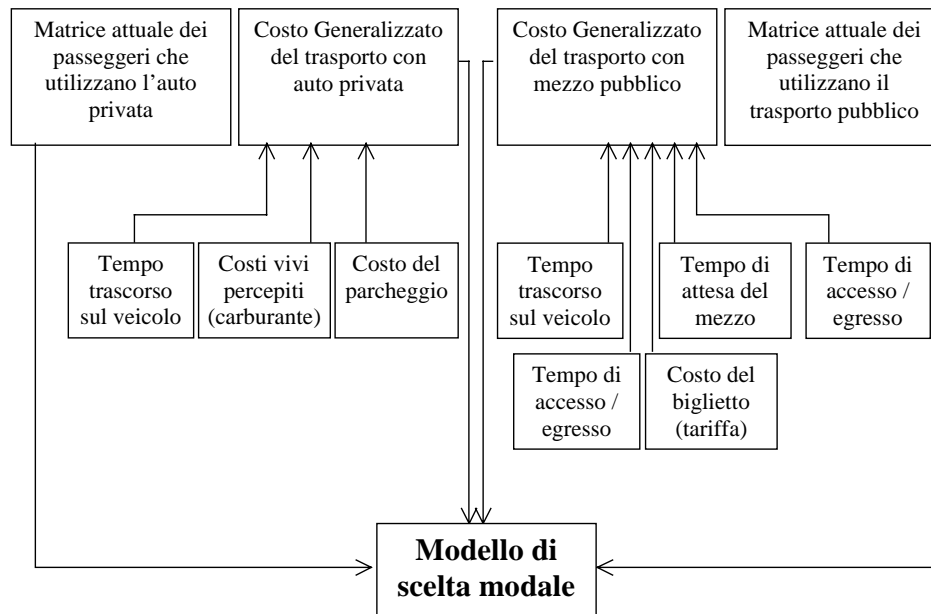 Matrice attuale dei
passeggeri che
utilizzano l'auto
privata
Costo Generalizzato
del trasporto con
auto privata
Costo Generalizzato
del trasporto con
mezzo pubblico
Matrice attuale dei
passeggeri che
utilizzano il
trasporto pubblico
Tempo
trascorso
sul veicolo
Costi vivi
percepiti
(carburante)
Costo del
parcheggio
Tempo
trascorso
sul veicolo
Tempo di
attesa del
mezzo
Tempo di
accesso /
egresso
Tempo di
accesso /
egresso
Costo del
biglietto
(tariffa)
Modello di
scelta modale